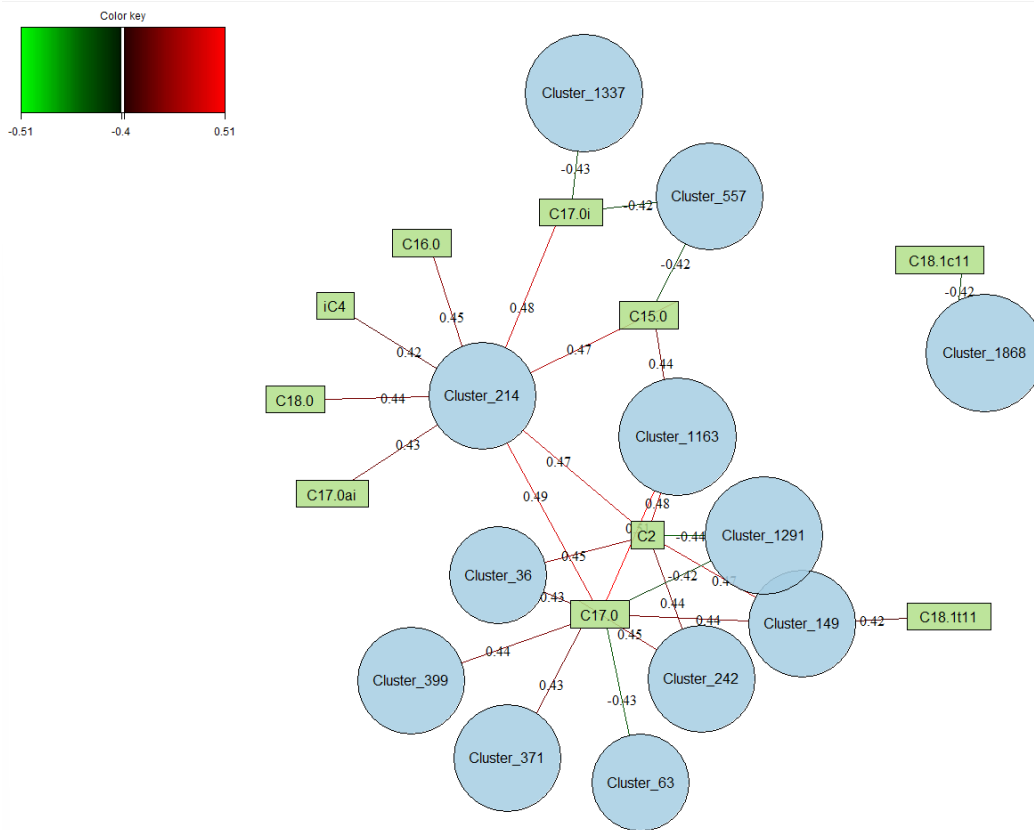 Color key
-0.51
-0.4
0.51
Cluster_1337
-0.43
Cluster_557
C17.0i
-0.42
C16.0
C18.1c11
-0.42
-0.42
iC4
0.48
C15.0
0.45
0.42
0.47
0.44
Cluster_1868
C18.0
0.44
Cluster_214
Cluster_1163
0.43
0.47
C17.0ai
0.49
0.48
0.51
C2
-0.44
Cluster_1291
0.45
Cluster_36
-0.42
0.47
0.43
0.44
C17.0
0.44
0.42
C18.1t11
Cluster_149
0.45
0.44
Cluster_399
Cluster_242
0.43
-0.43
Cluster_371
Cluster_63